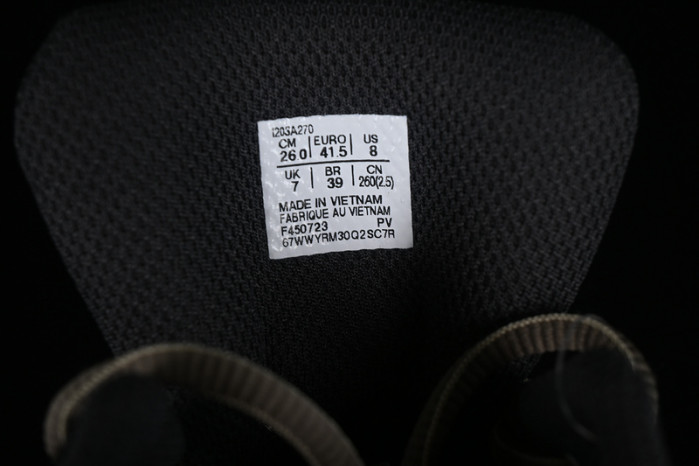 1203A270
CM | EURO | US
26.0 | 41.5 | 8
UK | BR | CN
7 | 39 | 260(2.5)
MADE IN VIETNAM
FABRIQUE AU VIETNAM
F450723 PV
67WWYRM30Q2SC7R